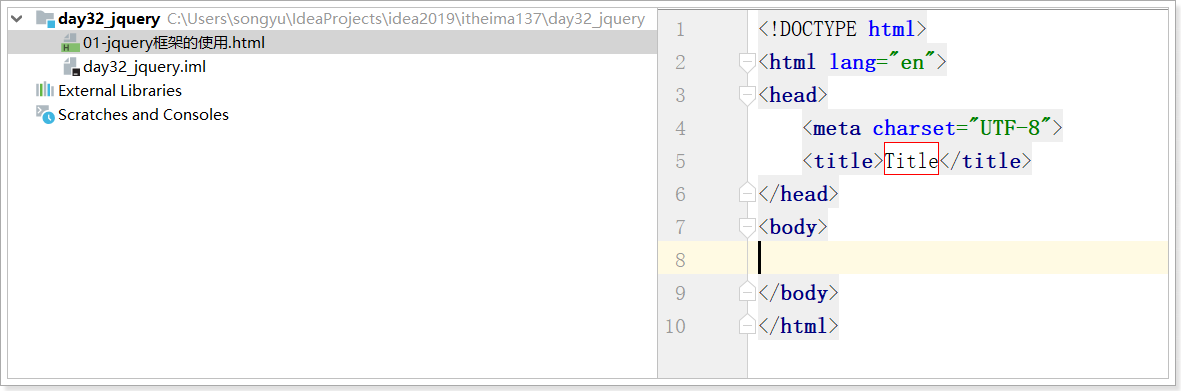 day32_jquery C:\Users\songyu\IdeaProjects\idea2019\itheima137\day32_jquery
01-jquery框架的使用.html
day32_jquery.iml
External Libraries
Scratches and Consoles
1 <!DOCTYPE html>
2 <html lang="en">
3 <head>
4 <meta charset="UTF-8">
5 <title>Title</title>
6 </head>
7 <body>
8
9 </body>
10 </html>